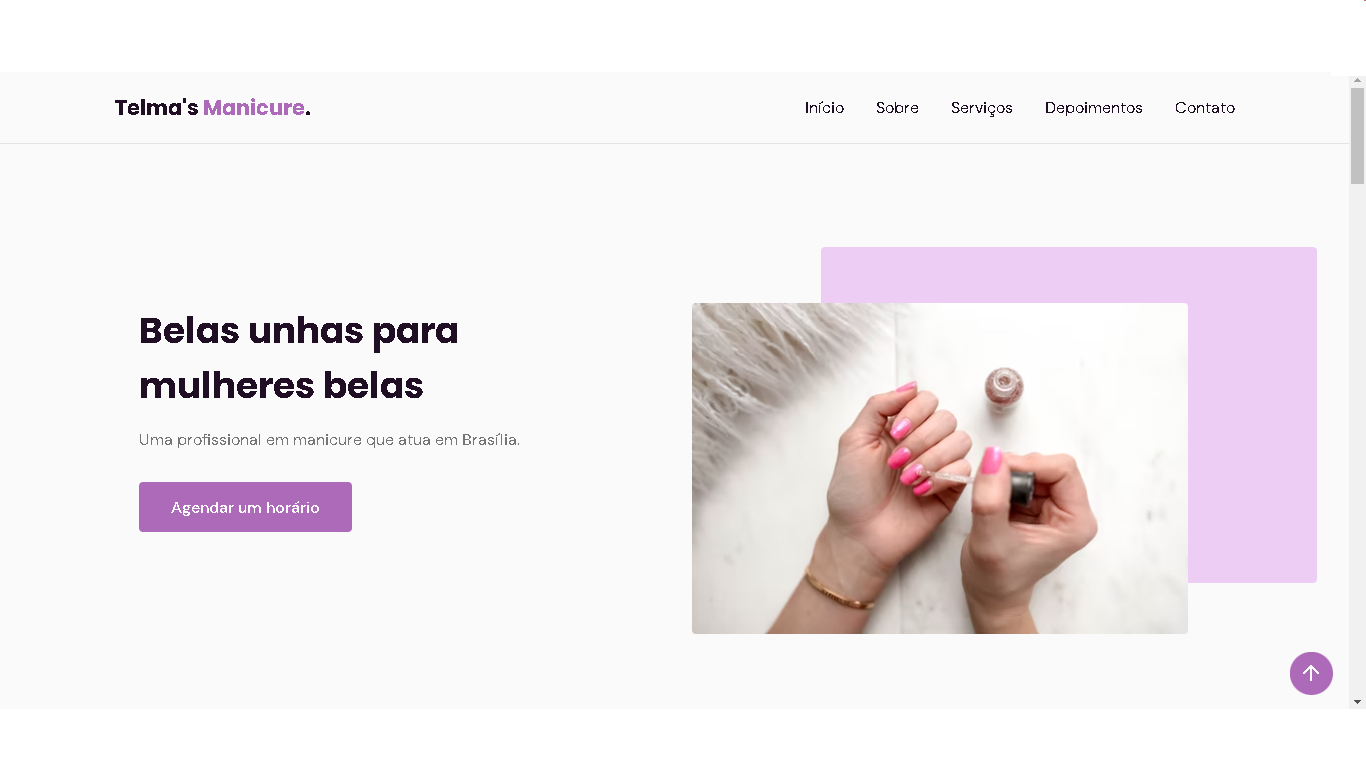 Telma's Manicure.
Início Sobre Serviços Depoimentos Contato
Belas unhas para
mulheres belas
Uma profissional em manicure que atua em Brasília.
Agendar um horário